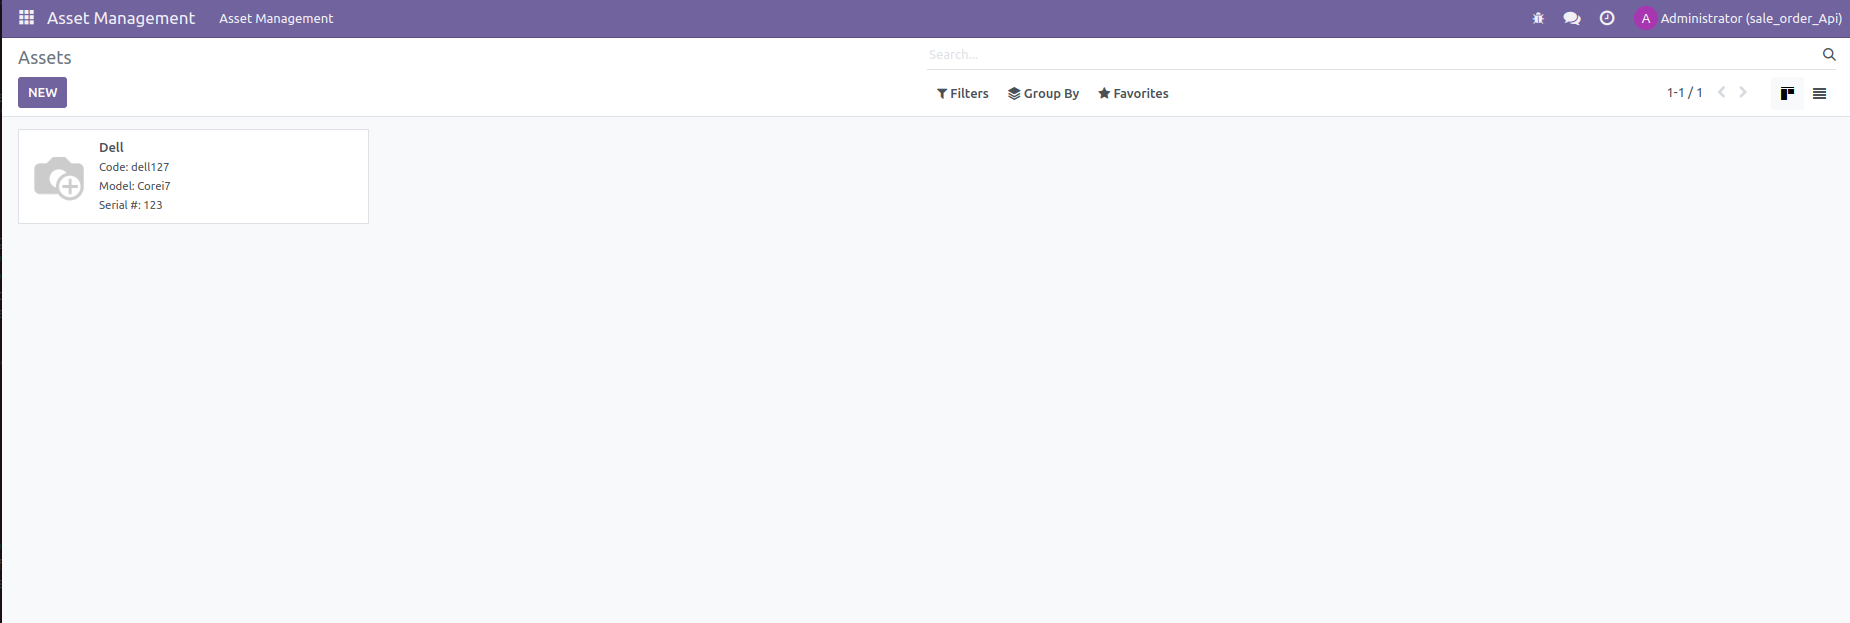 Asset Management Asset Management A Administrator (sale_order_Api)
Assets Search...
NEW Filters Group By Favorites 1-1 / 1
Dell
Code: dell127
Model: Corei7
Serial #: 123